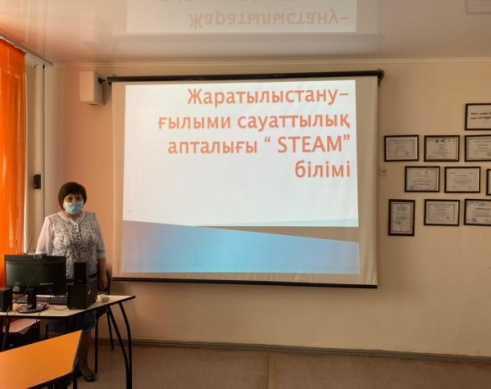 Жаратылыстану–
ғылыми сауаттылық
апталығы “ STEAM”
білімі